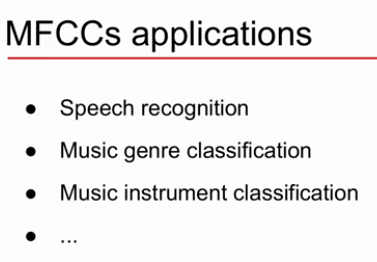 MFCCs applications
● Speech recognition
● Music genre classification
● Music instrument classification
● ...